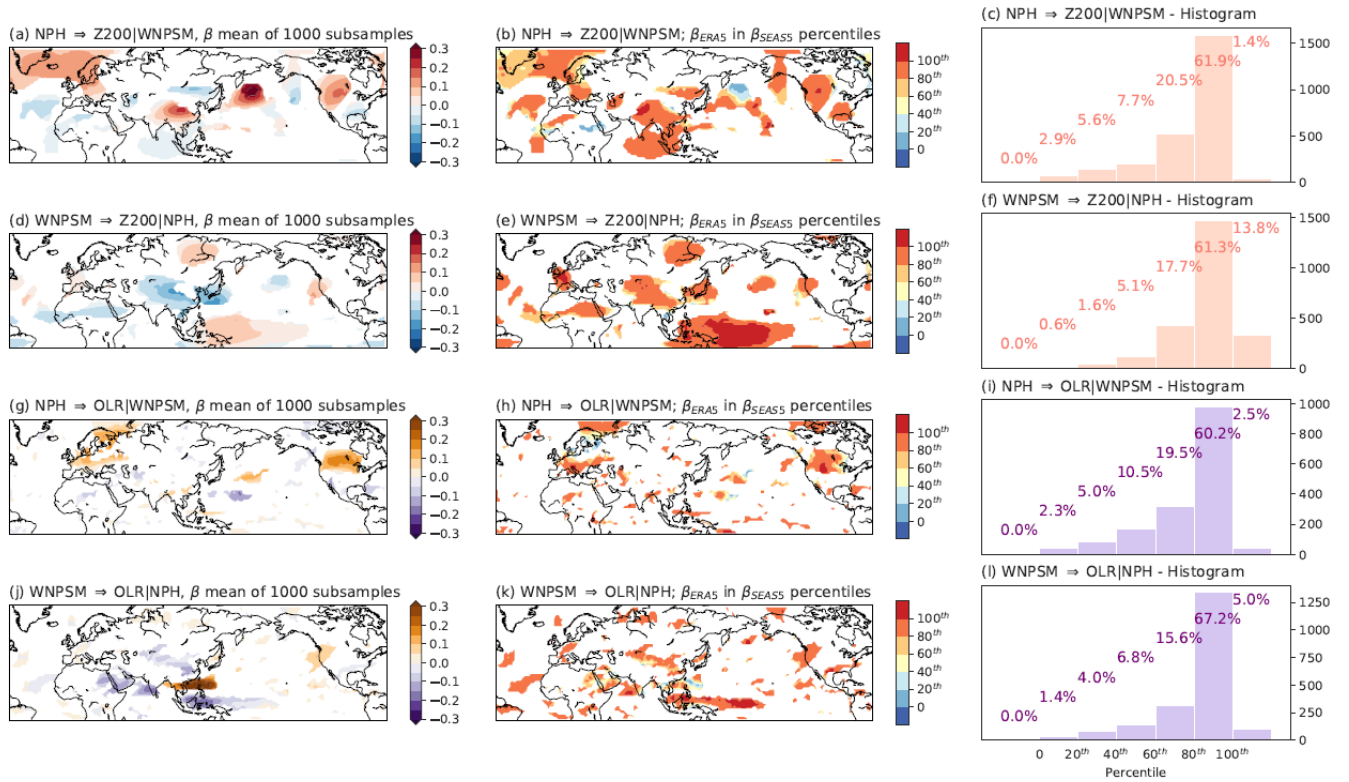 (a) NPH ⇒ Z200|WNPSM, β mean of 1000 subsamples
0.3
0.2
0.1
0.0
−0.1
−0.2
−0.3
(b) NPH ⇒ Z200|WNPSM; βERA5 in βSEAS5 percentiles
100th
80th
60th
40th
20th
0
(c) NPH ⇒ Z200|WNPSM - Histogram
0.0%
2.9%
5.6%
7.7%
20.5%
61.9%
1.4%
1500
1000
500
0
(d) WNPSM ⇒ Z200|NPH, β mean of 1000 subsamples
0.3
0.2
0.1
0.0
−0.1
−0.2
−0.3
(e) WNPSM ⇒ Z200|NPH; βERA5 in βSEAS5 percentiles
100th
80th
60th
40th
20th
0
(f) WNPSM ⇒ Z200|NPH - Histogram
0.0%
0.6%
1.6%
5.1%
17.7%
61.3%
13.8%
1500
1000
500
0
(g) NPH ⇒ OLR|WNPSM, β mean of 1000 subsamples
0.3
0.2
0.1
0.0
−0.1
−0.2
−0.3
(h) NPH ⇒ OLR|WNPSM; βERA5 in βSEAS5 percentiles
100th
80th
60th
40th
20th
0
(i) NPH ⇒ OLR|WNPSM - Histogram
0.0%
2.3%
5.0%
10.5%
19.5%
60.2%
2.5%
1000
800
600
400
200
0
(j) WNPSM ⇒ OLR|NPH, β mean of 1000 subsamples
0.3
0.2
0.1
0.0
−0.1
−0.2
−0.3
(k) WNPSM ⇒ OLR|NPH; βERA5 in βSEAS5 percentiles
100th
80th
60th
40th
20th
0
(l) WNPSM ⇒ OLR|NPH - Histogram
0.0%
1.4%
4.0%
6.8%
15.6%
67.2%
5.0%
1250
1000
750
500
250
0
0 20th 40th 60th 80th 100th
Percentile